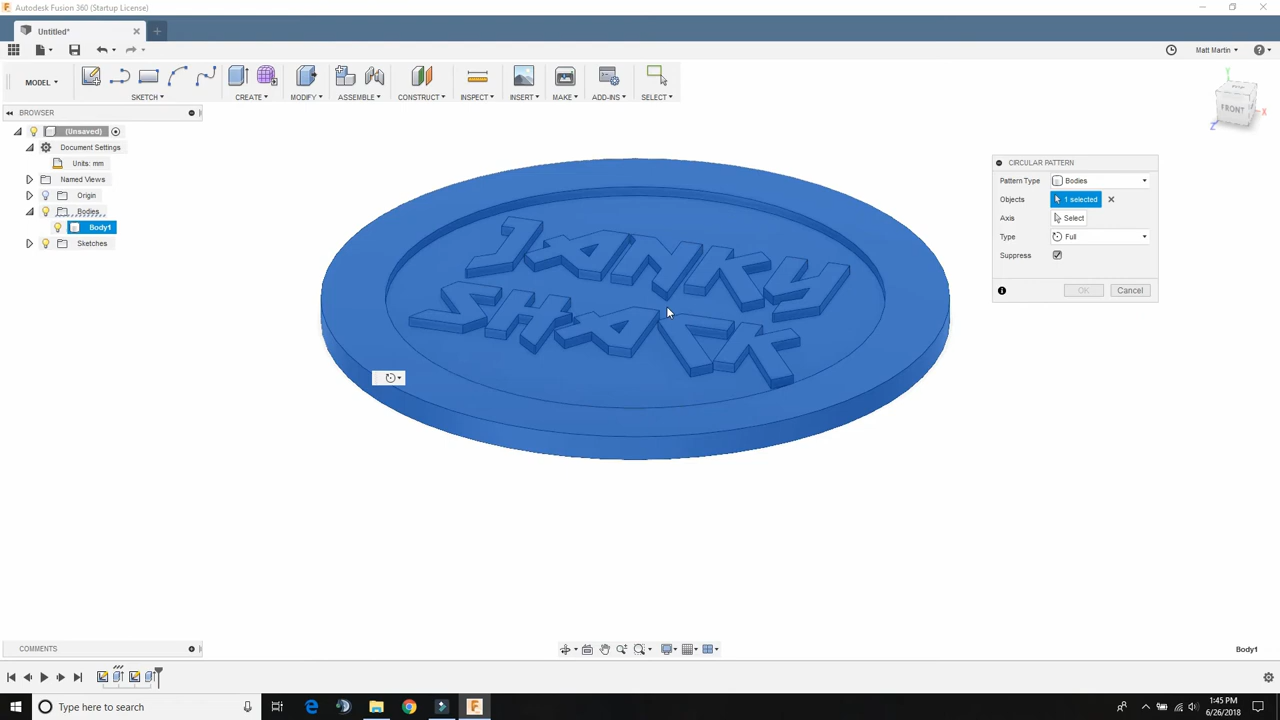 Autodesk Fusion 360 (Startup License)
Untitled*
Matt Martin
MODEL
SKETCH
CREATE
MODIFY
ASSEMBLE
CONSTRUCT
INSPECT
INSERT
MAKE
ADD-INS
SELECT
BROWSER
(Unsaved)
Document Settings
Units: mm
Named Views
Origin
Bodies
Body1
Sketches
FRONT
CIRCULAR PATTERN
Pattern Type Bodies
Objects 1 selected
Axis Select
Type Full
Suppress
OK Cancel
JANKY
SHACK
COMMENTS
Body1
Type here to search
1:45 PM
6/26/2018